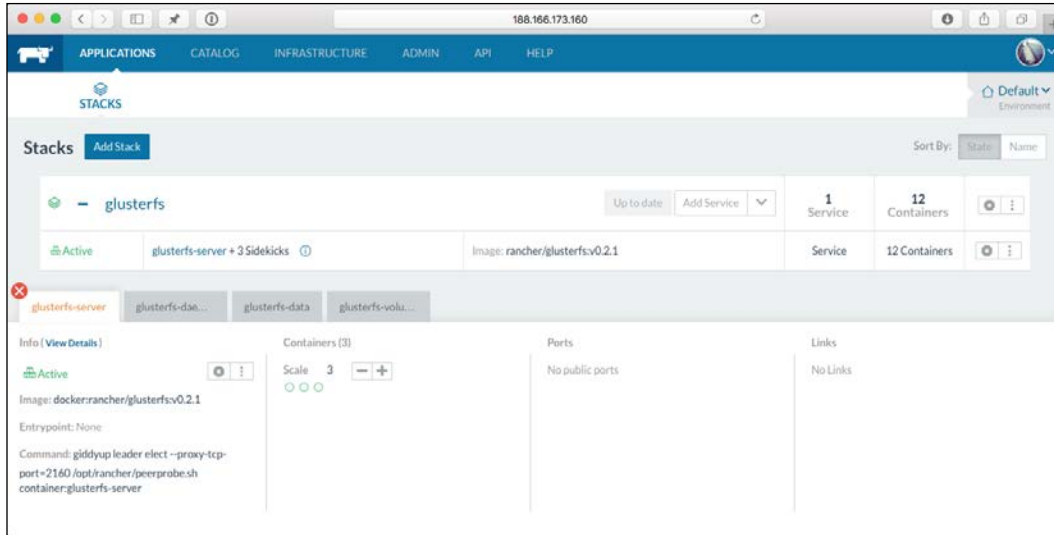 188.166.173.160
APPLICATIONS CATALOG INFRASTRUCTURE ADMIN API HELP
STACKS
Default
Environment
Stacks Add Stack Sort By: State Name
glusterfs Up to date Add Service 1 Service 12 Containers
Active glusterfs-server + 3 Sidekicks Image: rancher/glusterfs:v0.2.1 Service 12 Containers
glusterfs-server glusterfs-dae... glusterfs-data glusterfs-volu...
Info ( View Details ) Containers (3) Ports Links
Active Scale 3 No public ports No Links
Image: docker:rancher/glusterfs:v0.2.1
Entrypoint: None
Command: giddyup leader elect --proxy-tcp-
port=2160 /opt/rancher/peerprobe.sh
container:glusterfs-server